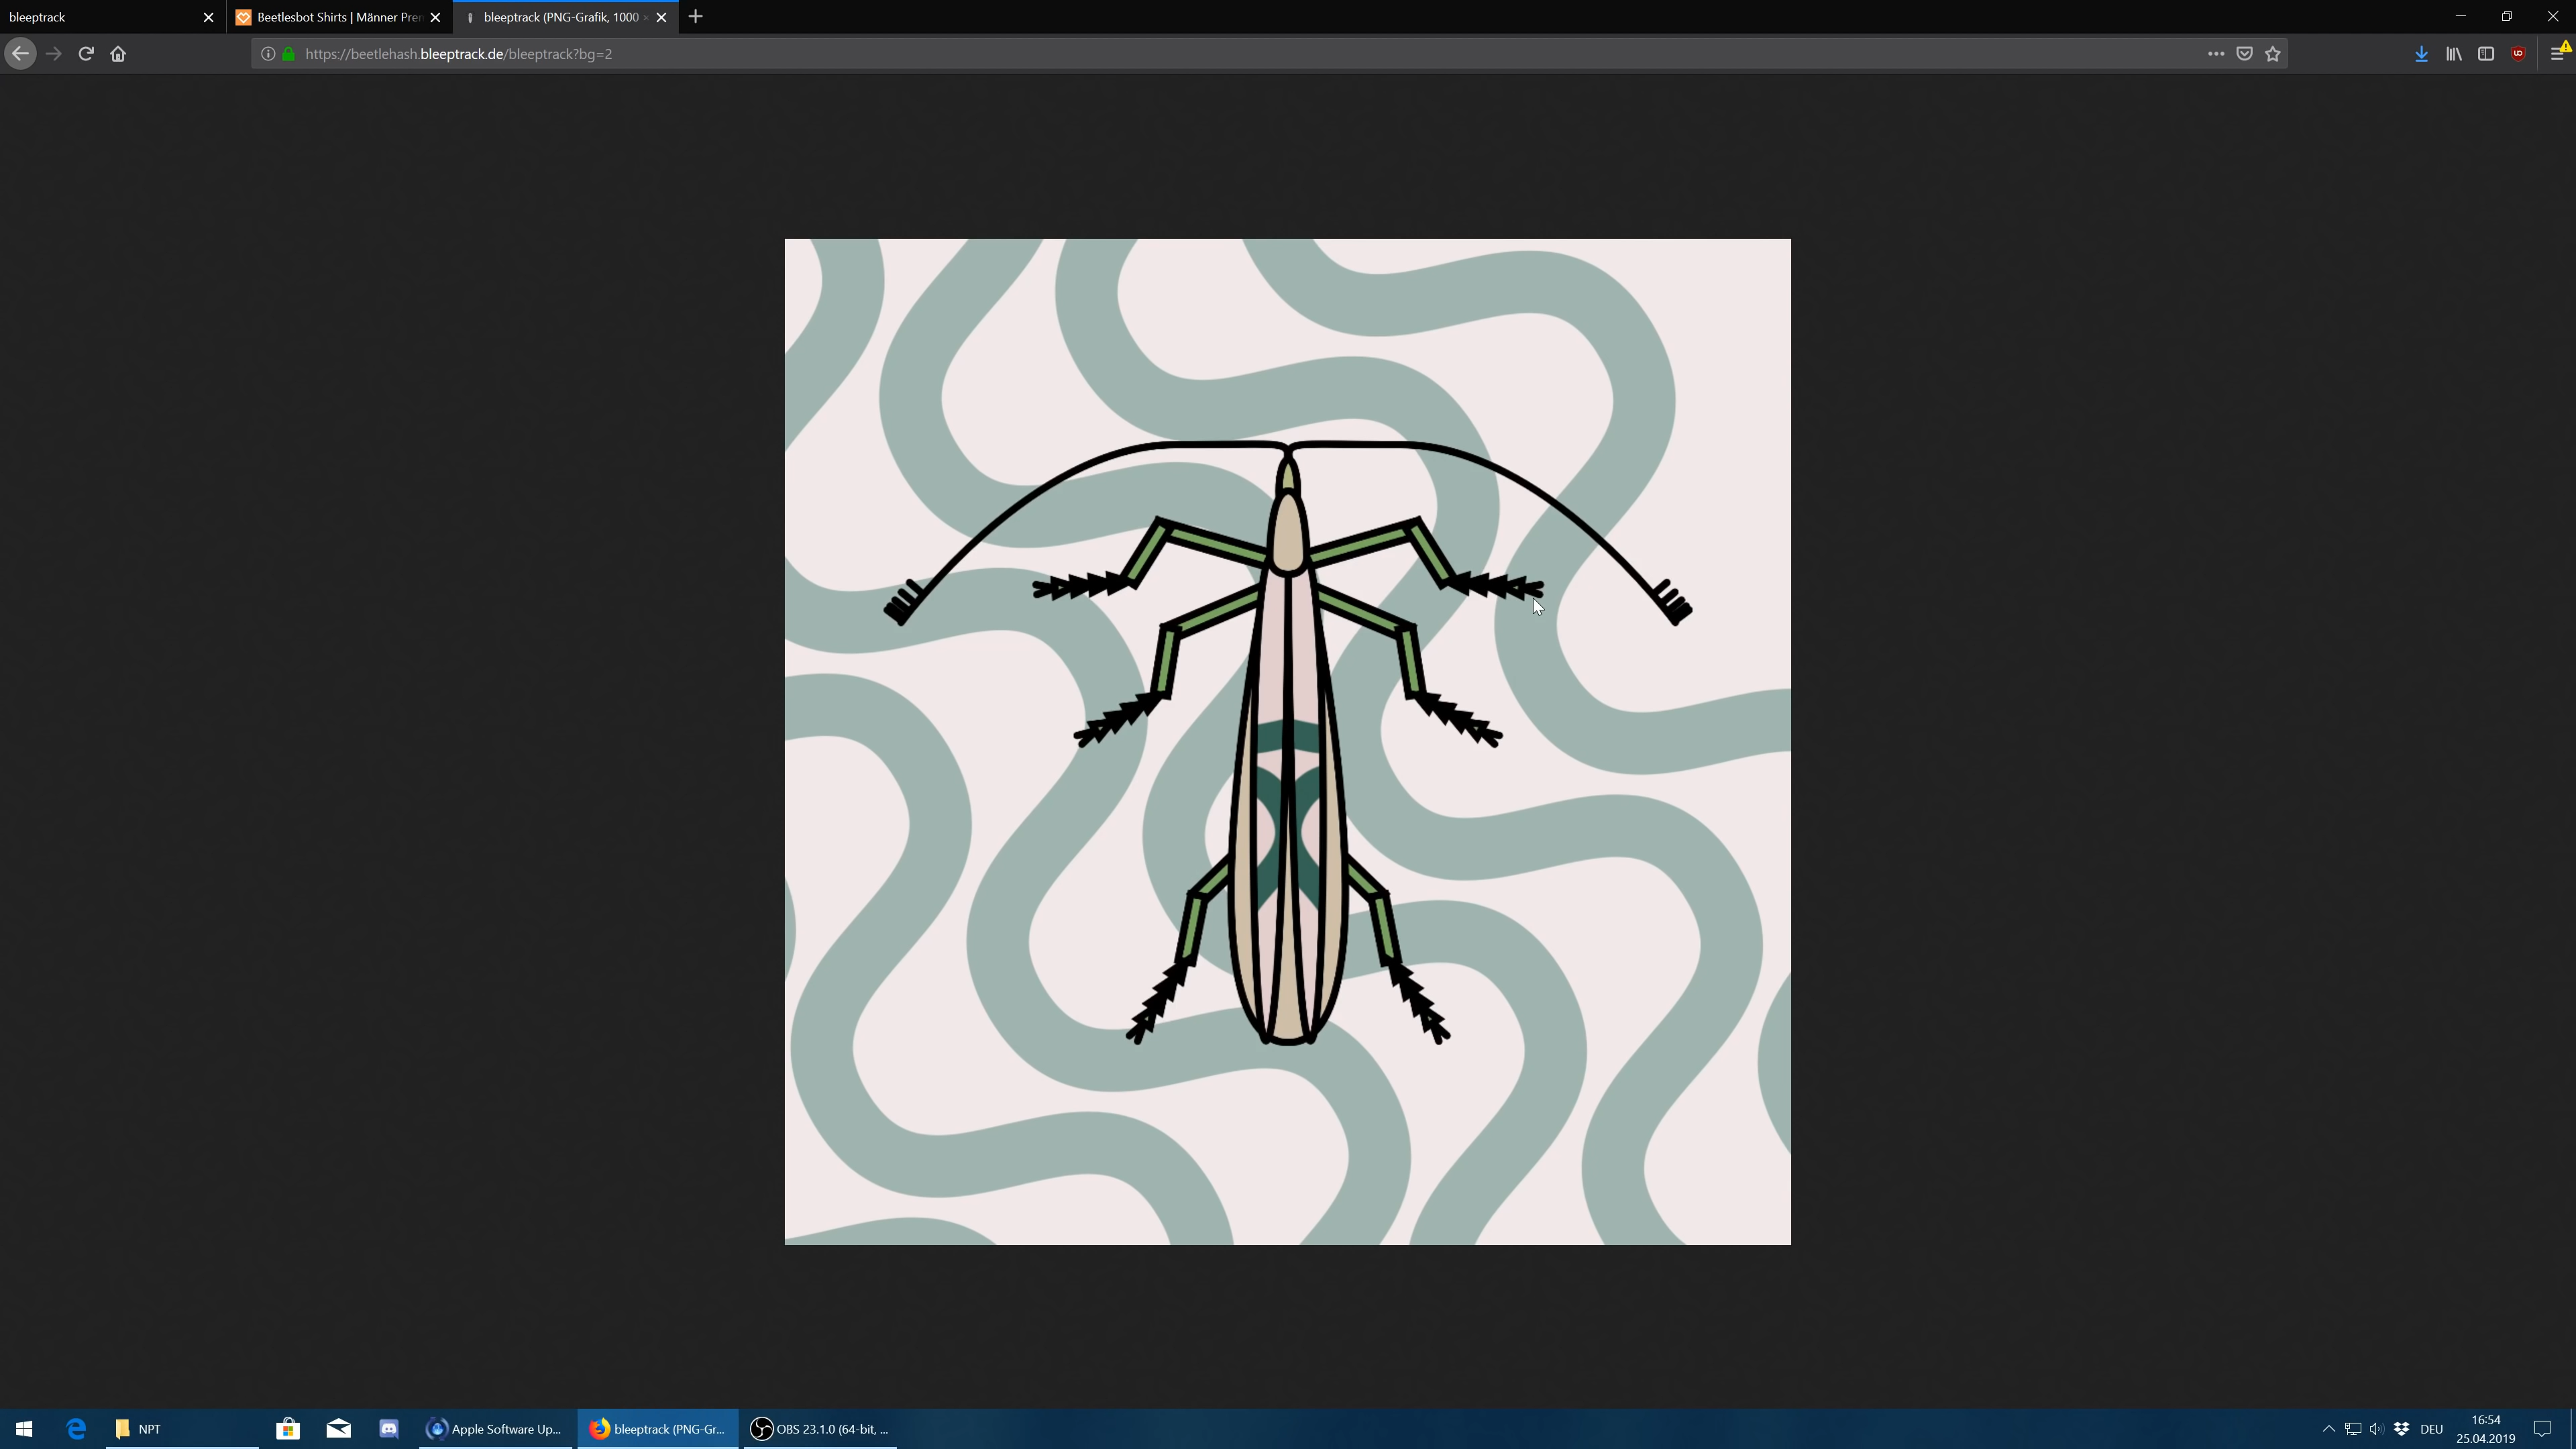 bleeptrack
Beetlesbot Shirts | Männer Pren
bleeptrack (PNG-Grafik, 1000 ×
https://beetlehash.bleeptrack.de/bleeptrack?bg=2
NPT
Apple Software Up...
bleeptrack (PNG-Gr...
OBS 23.1.0 (64-bit, ...
DEU
16:54
25.04.2019